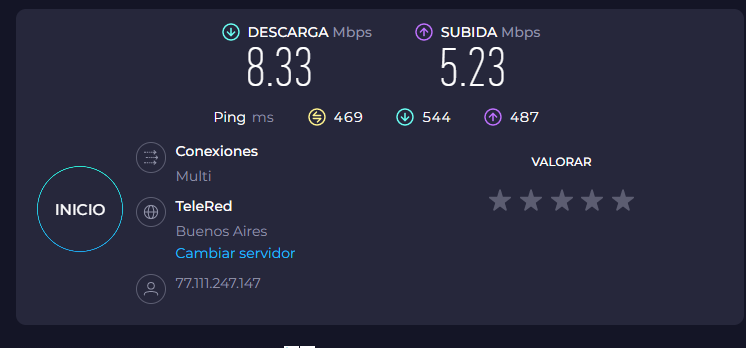 DESCARGA Mbps
8.33
SUBIDA Mbps
5.23
Ping ms 469 544 487
Conexiones
Multi
INICIO
TeleRed
Buenos Aires
Cambiar servidor
77.111.247.147
VALORAR